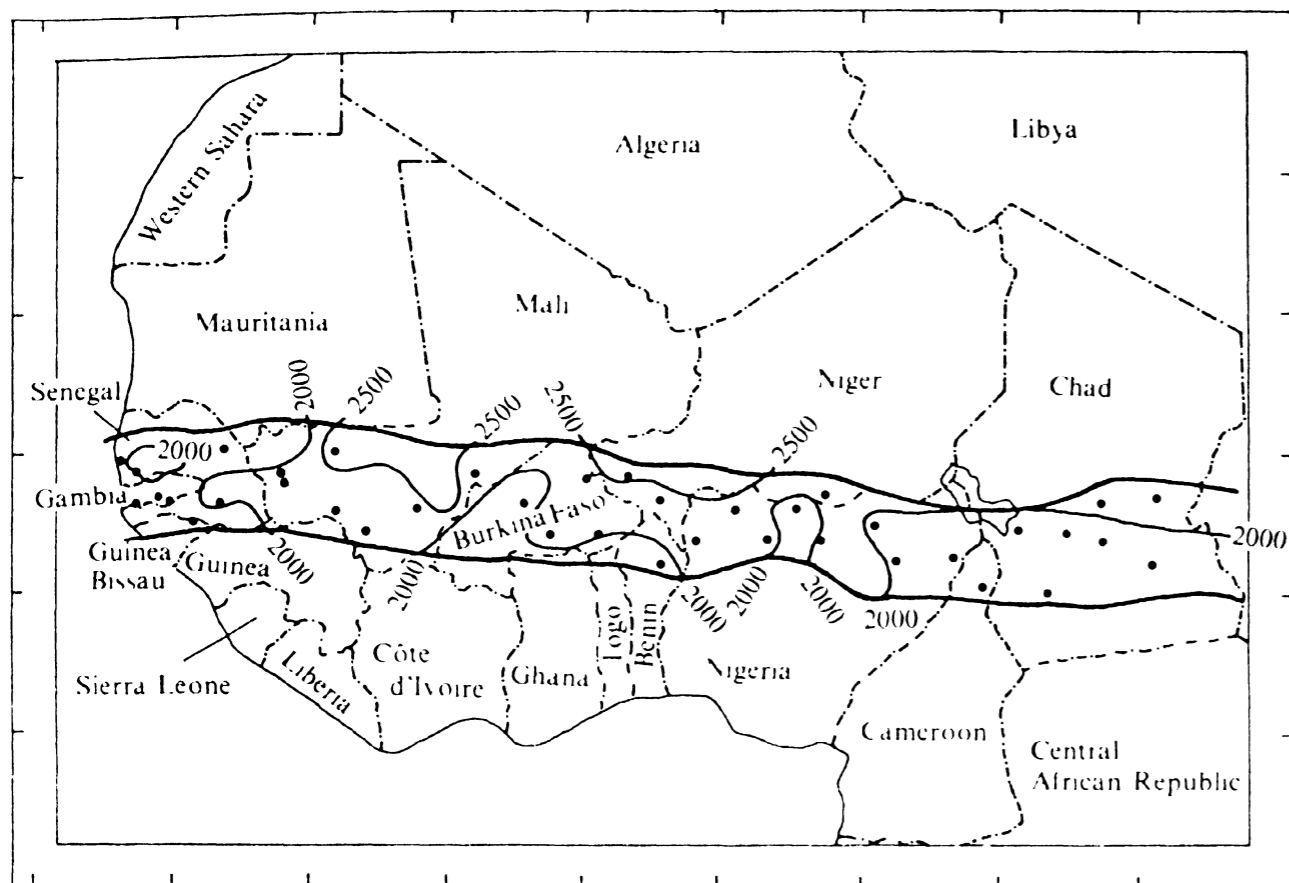 Western Sahara
Algeria
Libya
Mauritania
Mali
Niger
Chad
Senegal
2000
2500
2500
2500
2500
2000
Gambia
Burkina Faso
Guinea
Bissau
Guinea
2000
2000
2000
2000
2000
2000
2000
Sierra Leone
Liberia
Côte
d'Ivoire
Ghana
Togo
Benin
Nigeria
Cameroon
Central
African Republic